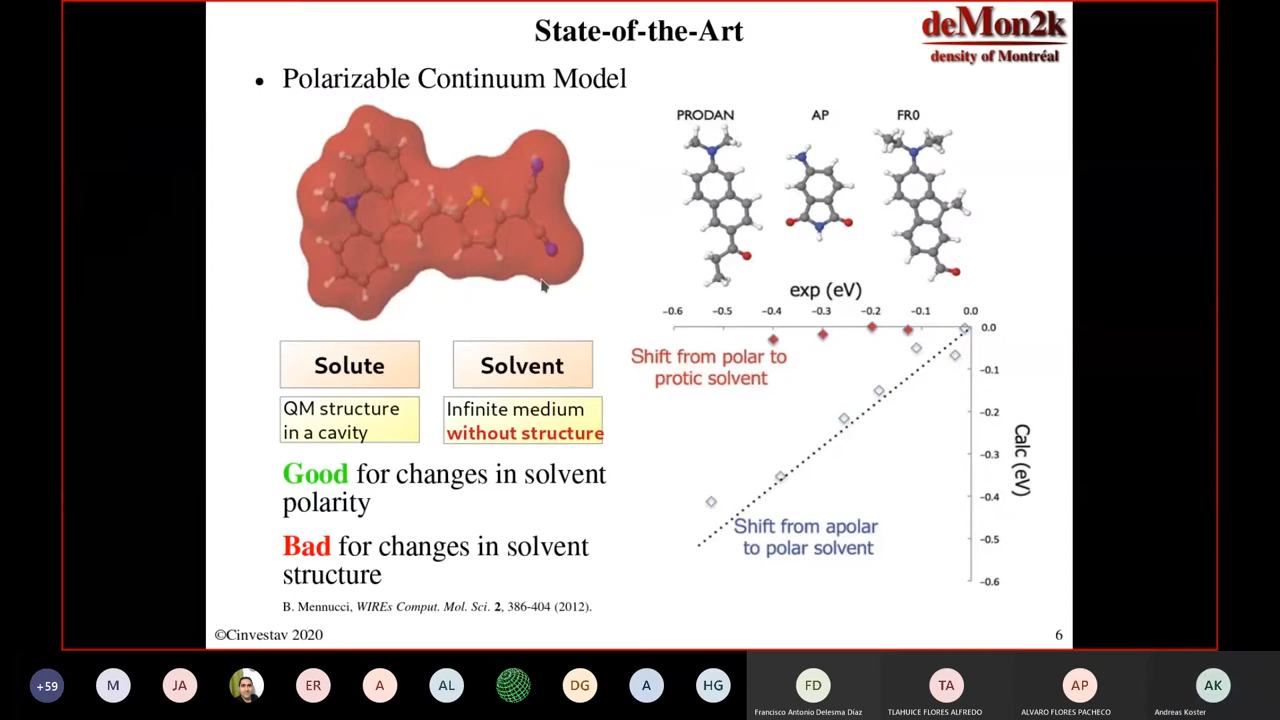 State-of-the-Art
deMon2k
density of Montréal
• Polarizable Continuum Model
PRODAN
AP
FR0
exp (eV)
-0.6 -0.4 -0.3 -0.2 -0.1 0.0
0.0
-0.1
-0.2
-0.3
-0.4
-0.5
-0.6
Calc (eV)
Shift from polar to
protic solvent
Shift from apolar
to polar solvent
Solute
Solvent
QM structure
in a cavity
Infinite medium
without structure
Good for changes in solvent
polarity
Bad for changes in solvent
structure
B. Mennucci, WIREs Comput. Mol. Sci. 2, 386-404 (2012).
©Cinvestav 2020
6
+59
M
JA
ER
A
AL
DG
A
HG
FD
Francisco Antonio Delesma Díaz
TA
TLAHUICE FLORES ALFREDO
AP
ALVARO FLORES PACHECO
AK
Andreas Koster